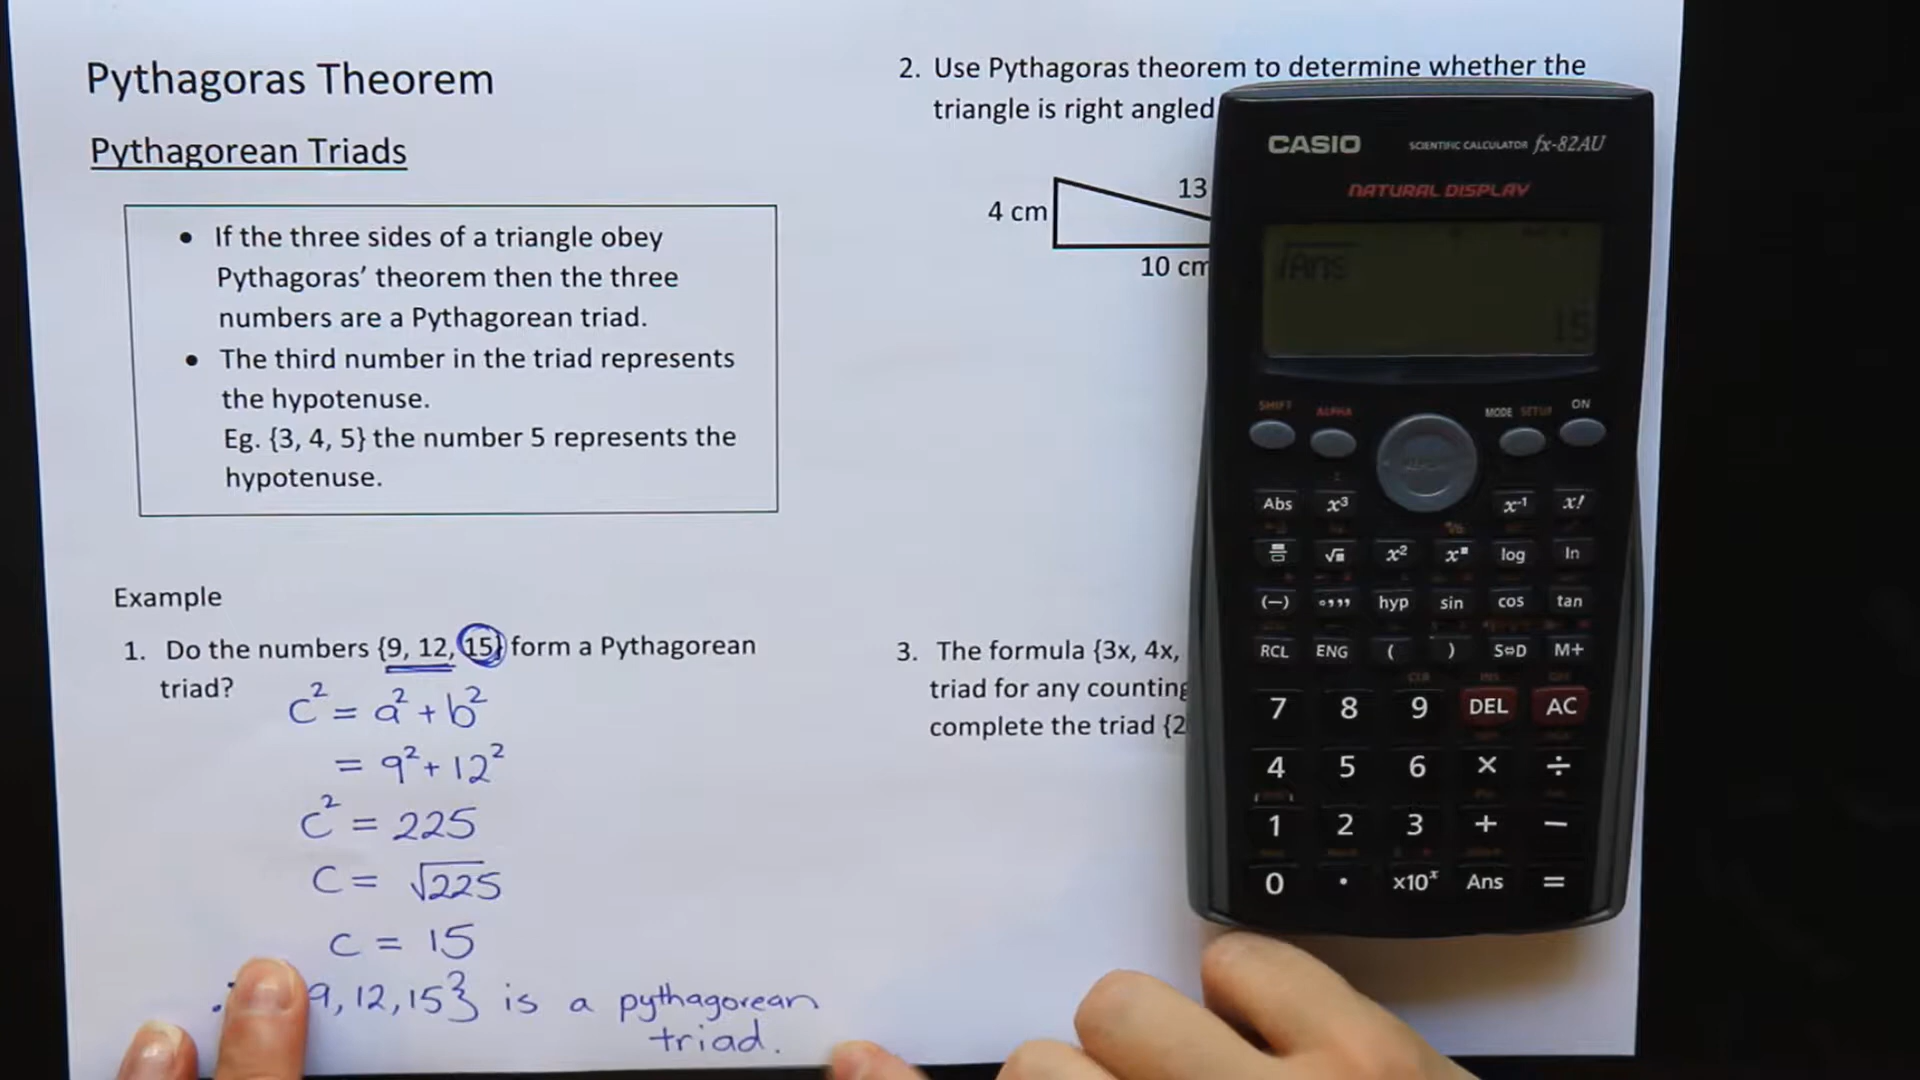 Pythagoras Theorem
Pythagorean Triads
• If the three sides of a triangle obey
Pythagoras’ theorem then the three
numbers are a Pythagorean triad.
• The third number in the triad represents
the hypotenuse.
Eg. {3, 4, 5} the number 5 represents the
hypotenuse.
Example
1. Do the numbers {9, 12, 15} form a Pythagorean
triad?
c² = a² + b²
= 9² + 12²
c² = 225
c = √225
c = 15
9, 12, 15} is a pythagorean
triad.
2. Use Pythagoras theorem to determine whether the
triangle is right angled
4 cm
13
10 cm
3. The formula {3x, 4x,
triad for any counting
complete the triad {2
CASIO
SCIENTIFIC CALCULATOR fx-82AU
NATURAL DISPLAY
√Ans
15
SHIFT ALPHA MODE SETUP ON
REPLAY
Abs x³ x⁻¹ x!
√ x² x log ln
(−) hyp sin cos tan
RCL ENG ( ) S⇔D M+
7 8 9 DEL AC
4 5 6 × ÷
1 2 3 + −
0 . ×10ˣ Ans =